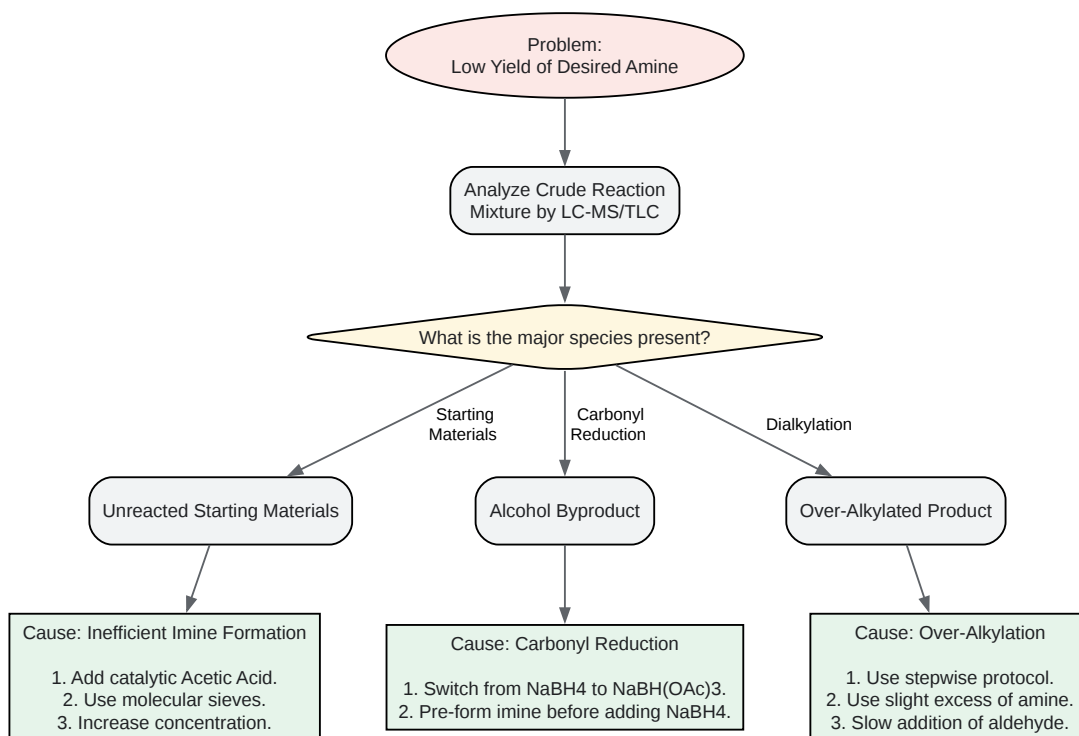 Problem:
Low Yield of Desired Amine
Analyze Crude Reaction
Mixture by LC-MS/TLC
What is the major species present?
Starting
Materials
Carbonyl
Reduction
Dialkylation
Unreacted Starting Materials
Alcohol Byproduct
Over-Alkylated Product
Cause: Inefficient Imine Formation
1. Add catalytic Acetic Acid.
2. Use molecular sieves.
3. Increase concentration.
Cause: Carbonyl Reduction
1. Switch from NaBH4 to NaBH(OAc)3.
2. Pre-form imine before adding NaBH4.
Cause: Over-Alkylation
1. Use stepwise protocol.
2. Use slight excess of amine.
3. Slow addition of aldehyde.